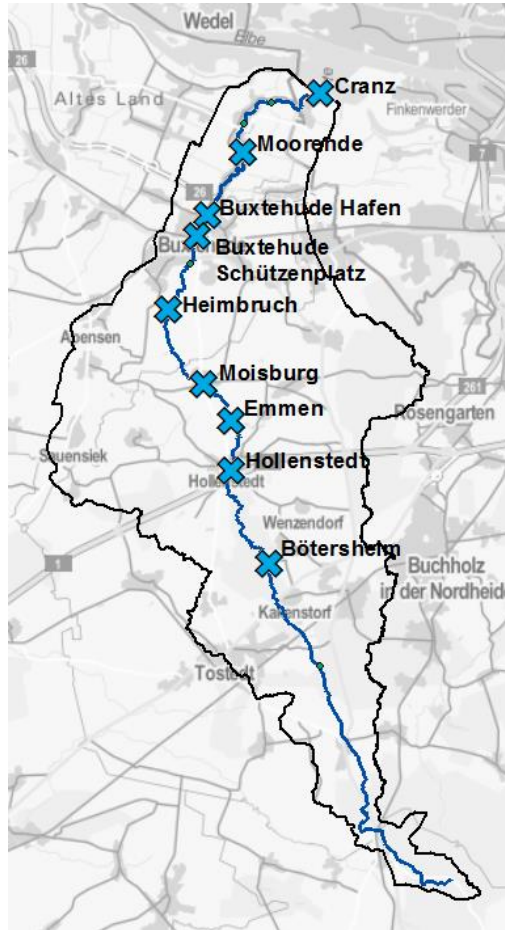 Wedel
Elbe
26
Altes Land
Cranz
Finkenwerder
Moorende
7
26
Buxtehude Hafen
Buxtehude
Schützenplatz
Heimbruch
Apensen
Moisburg
261
Emmen
Rosengarten
Sauensiek
Hollenstedt
Hollenstedt
Wenzendorf
Bötersheim
1
Buchholz
in der Nordheide
Kakenstorf
Tostedt